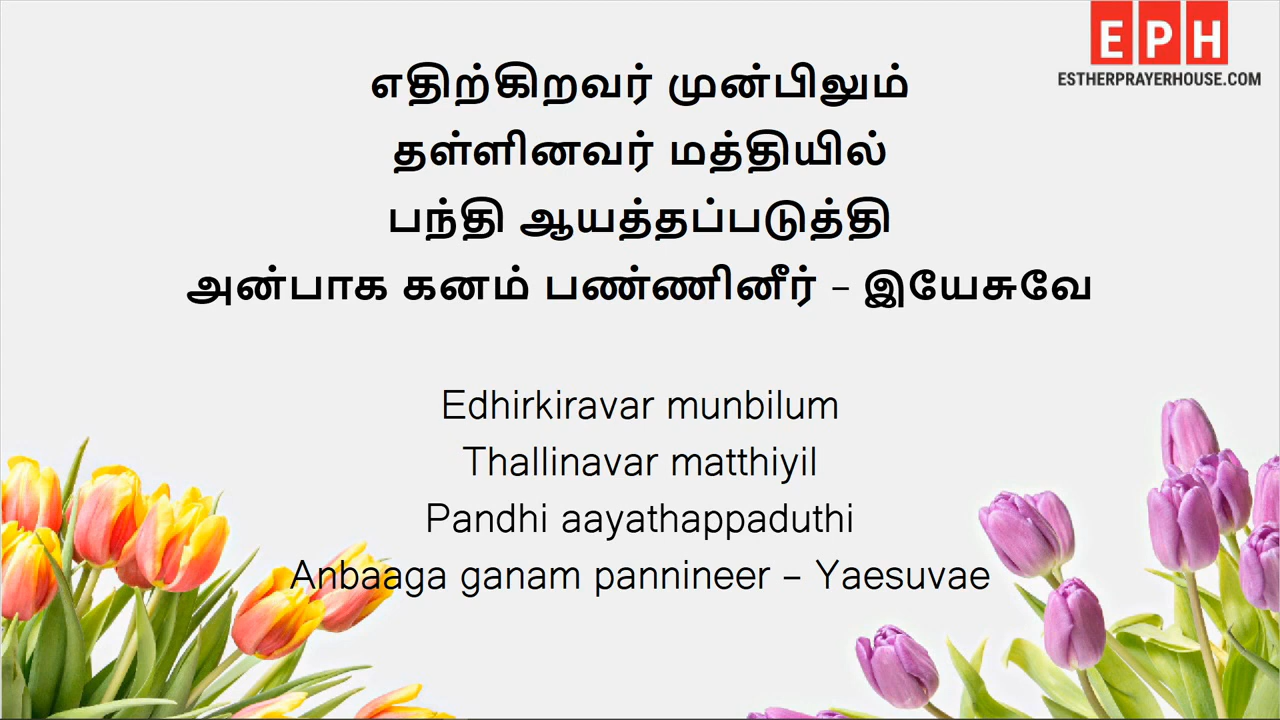 EPH
ESTHERPRAYERHOUSE.COM
எதிர்கிறவர் முன்பிலும்
தள்ளினவர் மத்தியில்
பந்தி ஆயத்தப்படுத்தி
அன்பாக கனம் பண்ணினீர் – இயேசுவே
Edhirkiravar munbilum
Thallinavar matthiyil
Pandhi aayathappaduthi
Anbaaga ganam pannineer – Yaesuvae